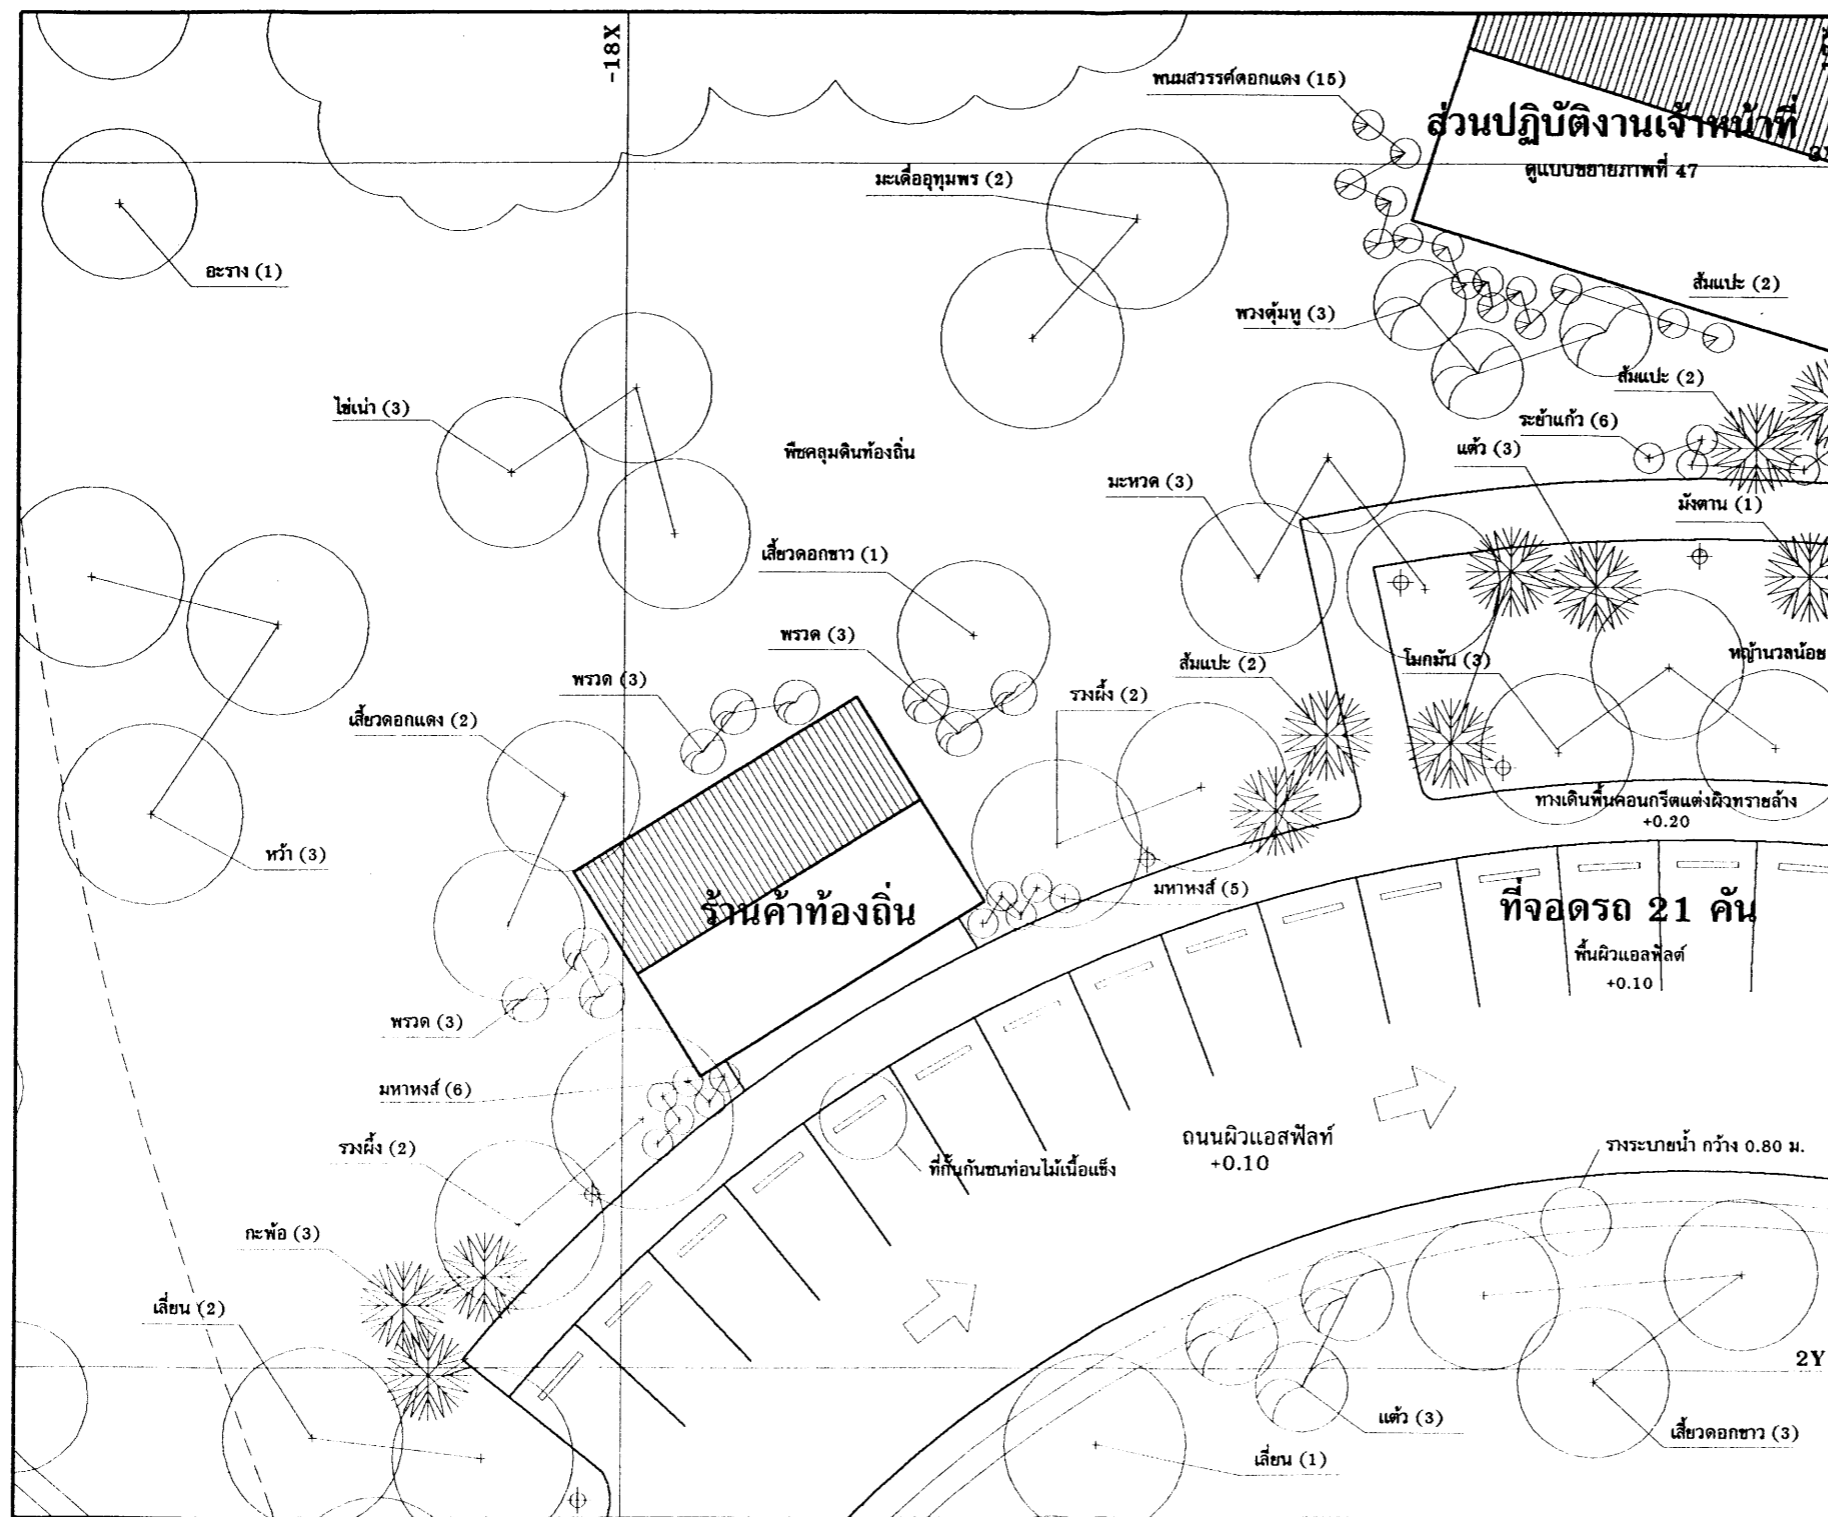 -18X
พนมสวรรค์ดอกแดง (15)
ส่วนปฏิบัติงานเจ้าหน้าที่
ดูแบบขยายภาพที่ 47
มะเดื่ออุทุมพร (2)
อะราง (1)
ส้มแปะ (2)
พวงตุ้มหู (3)
ส้มแปะ (2)
ไข่เน่า (3)
ระย้าแก้ว (6)
แต้ว (3)
พืชคลุมดินท้องถิ่น
มะหวด (3)
มังตาน (1)
เสี้ยวดอกขาว (1)
พรวด (3)
โมกมัน (3)
หญ้านวลน้อย
ส้มแปะ (2)
พรวด (3)
รวงผึ้ง (2)
เสี้ยวดอกแดง (2)
ทางเดินพื้นคอนกรีตแต่งผิวทรายล้าง
+0.20
หว้า (3)
มหาหงส์ (5)
ร้านค้าท้องถิ่น
ที่จอดรถ 21 คัน
พื้นผิวแอสฟัลต์
+0.10
พรวด (3)
มหาหงส์ (6)
ถนนผิวแอสฟัลท์
+0.10
รวงผึ้ง (2)
รางระบายน้ำ กว้าง 0.80 ม.
ที่กั้นกันชนท่อนไม้เนื้อแข็ง
กะพ้อ (3)
เลี่ยน (2)
2Y
แต้ว (3)
เสี้ยวดอกขาว (3)
เลี่ยน (1)